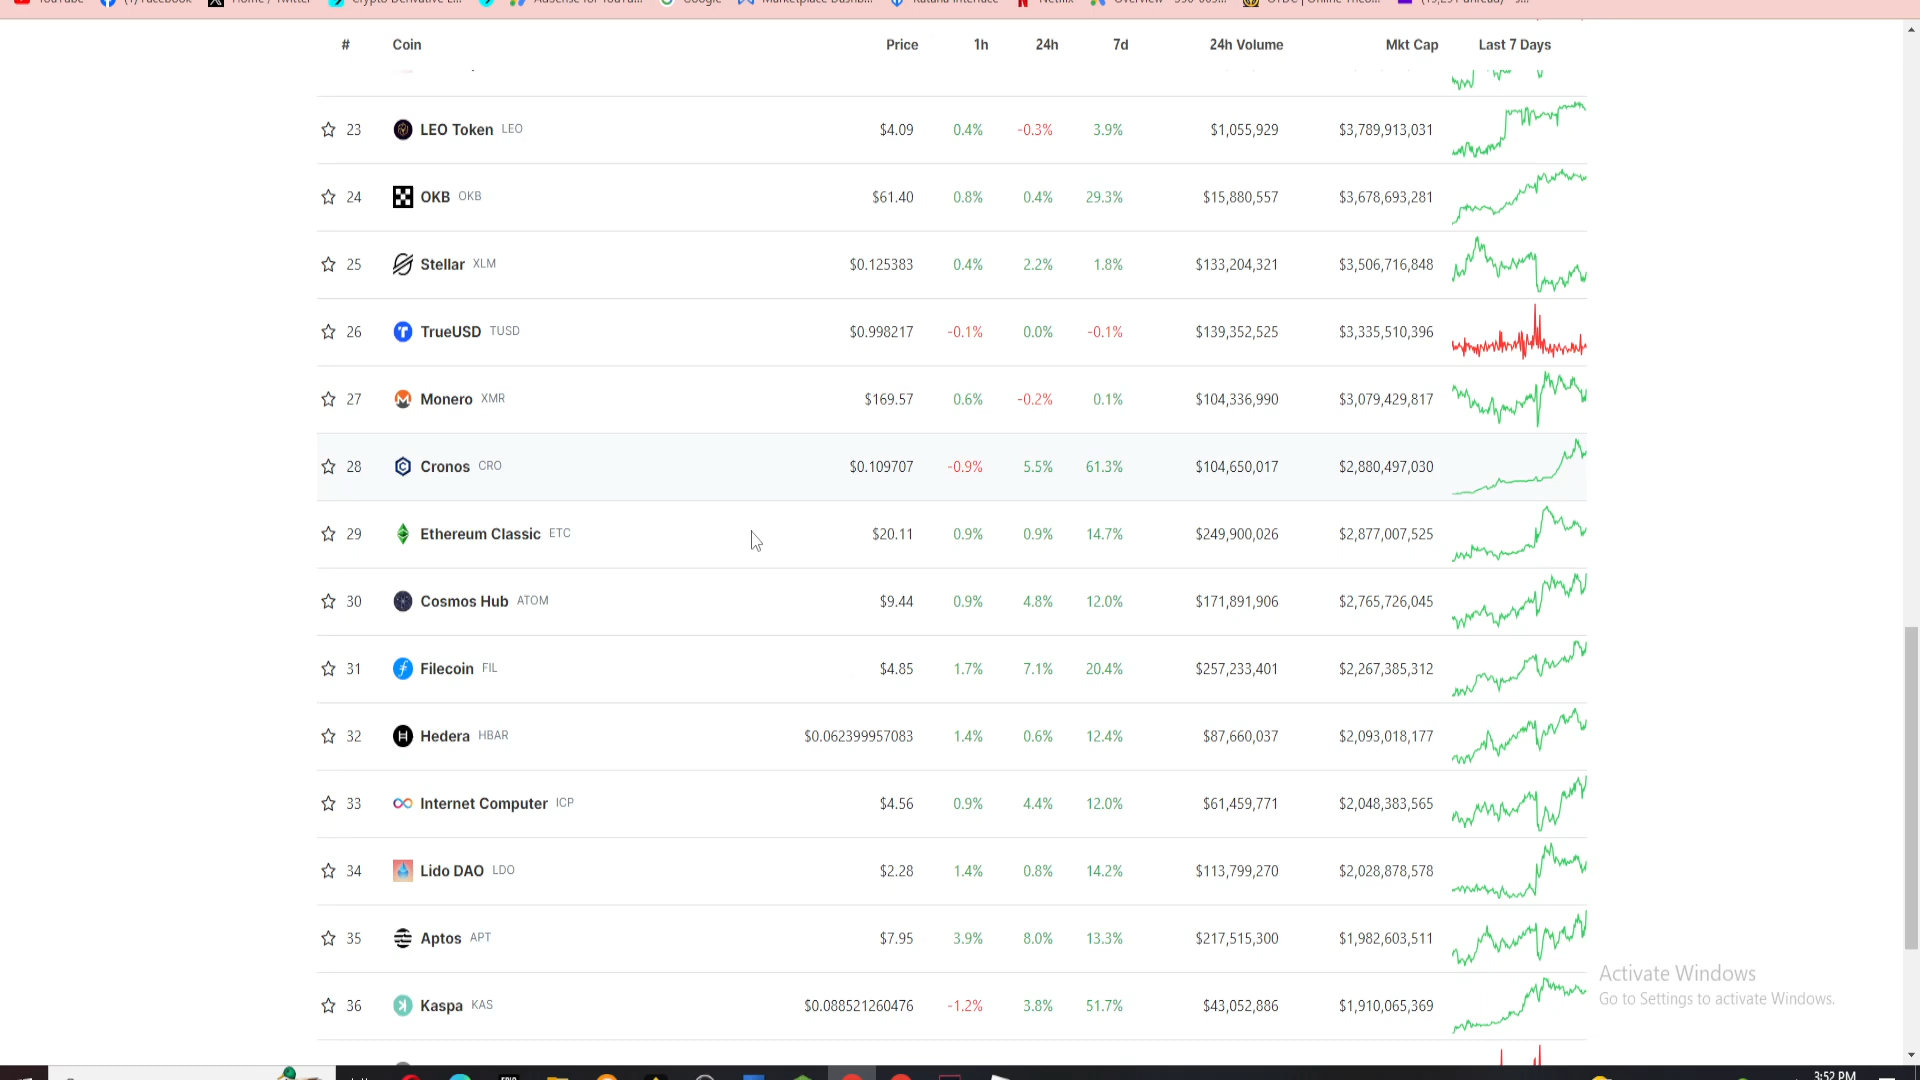 # Coin Price 1h 24h 7d 24h Volume Mkt Cap Last 7 Days
23 LEO Token LEO $4.09 0.4% -0.3% 3.9% $1,055,929 $3,789,913,031
24 OKB OKB $61.40 0.8% 0.4% 29.3% $15,880,557 $3,678,693,281
25 Stellar XLM $0.125383 0.4% 2.2% 1.8% $133,204,321 $3,506,716,848
26 TrueUSD TUSD $0.998217 -0.1% 0.0% -0.1% $139,352,525 $3,335,510,396
27 Monero XMR $169.57 0.6% -0.2% 0.1% $104,336,990 $3,079,429,817
28 Cronos CRO $0.109707 -0.9% 5.5% 61.3% $104,650,017 $2,880,497,030
29 Ethereum Classic ETC $20.11 0.9% 0.9% 14.7% $249,900,026 $2,877,007,525
30 Cosmos Hub ATOM $9.44 0.9% 4.8% 12.0% $171,891,906 $2,765,726,045
31 Filecoin FIL $4.85 1.7% 7.1% 20.4% $257,233,401 $2,267,385,312
32 Hedera HBAR $0.062399957083 1.4% 0.6% 12.4% $87,660,037 $2,093,018,177
33 Internet Computer ICP $4.56 0.9% 4.4% 12.0% $61,459,771 $2,048,383,565
34 Lido DAO LDO $2.28 1.4% 0.8% 14.2% $113,799,270 $2,028,878,578
35 Aptos APT $7.95 3.9% 8.0% 13.3% $217,515,300 $1,982,603,511
Activate Windows
Go to Settings to activate Windows.
36 Kaspa KAS $0.088521260476 -1.2% 3.8% 51.7% $43,052,886 $1,910,065,369
3:52 PM